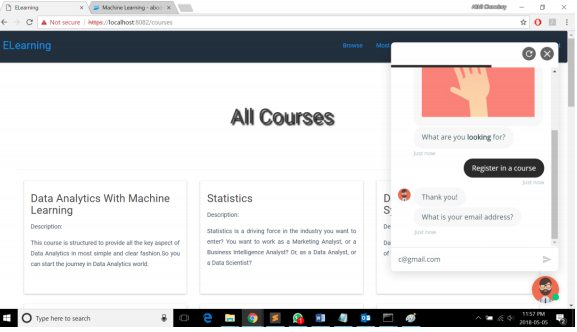 ELearning
Machine Learning - abo
Not secure
https://localhost:8082/courses
ELearning
Browse
Most
All Courses
Data Analytics With Machine
Learning
Description:
This course is structured to provide all the key aspect of
Data Analytics in most simple and clear fashion.So you
can start the journey in Data Analytics world.
Statistics
Description:
Statistics is a driving force in the industry you want to
enter? You want to work as a Marketing Analyst, or a
Business Intelligence Analyst? Or, as a Data Analyst, or
a Data Scientist?
What are you looking for?
Just now
Register in a course
Just now
Thank you!
What is your email address?
Just now
c@gmail.com
Type here to search
11:57 PM
2018-05-05